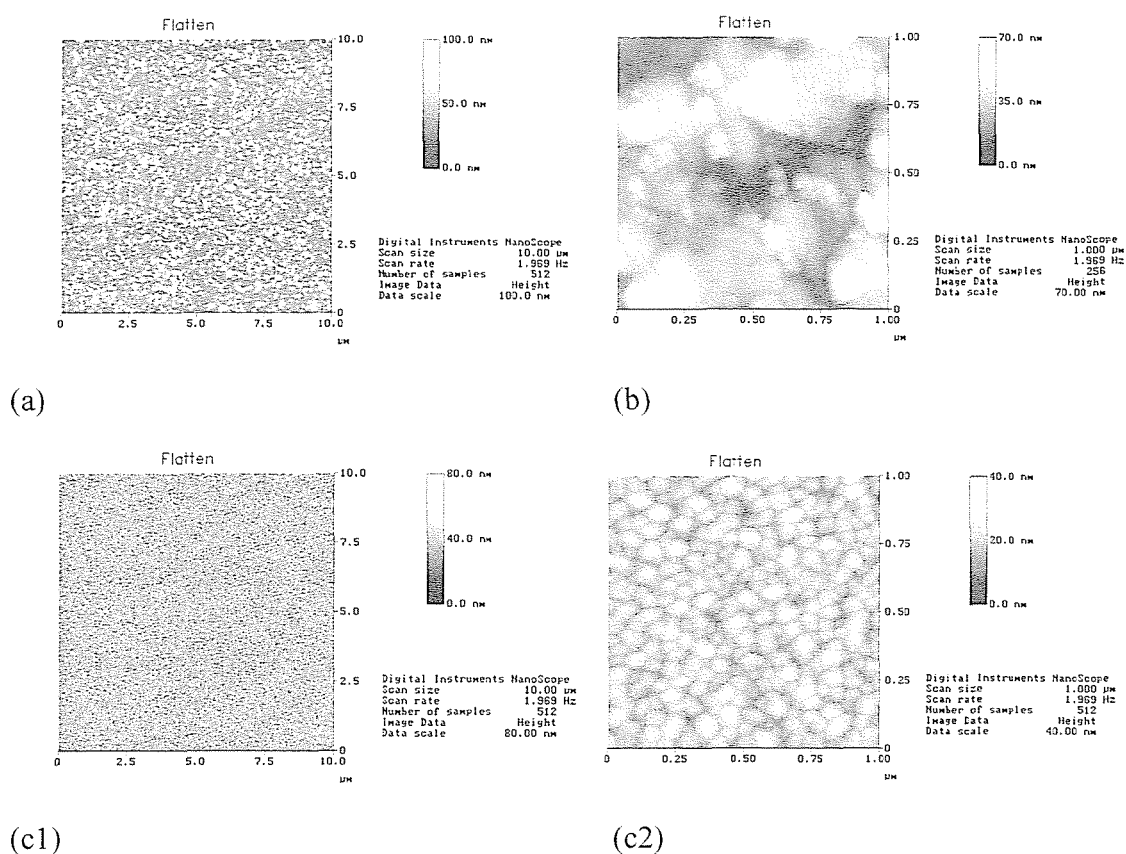 Flatten
10.0
7.5
5.0
2.5
0
0 2.5 5.0 7.5 10.0
μm
100.0 nm
50.0 nm
0.0 nm
Digital Instruments NanoScope
Scan size 10.00 μm
Scan rate 1.969 Hz
Number of samples 512
Image Data Height
Data scale 100.0 nm
(a)
Flatten
1.00
0.75
0.50
0.25
0
0 0.25 0.50 0.75 1.00
μm
70.0 nm
35.0 nm
0.0 nm
Digital Instruments NanoScope
Scan size 1.000 μm
Scan rate 1.969 Hz
Number of samples 256
Image Data Height
Data scale 70.00 nm
(b)
Flatten
10.0
7.5
5.0
2.5
0
0 2.5 5.0 7.5 10.0
μm
80.0 nm
40.0 nm
0.0 nm
Digital Instruments NanoScope
Scan size 10.00 μm
Scan rate 1.969 Hz
Number of samples 512
Image Data Height
Data scale 80.00 nm
(c1)
Flatten
1.00
0.75
0.50
0.25
0
0 0.25 0.50 0.75 1.00
μm
40.0 nm
20.0 nm
0.0 nm
Digital Instruments NanoScope
Scan size 1.000 μm
Scan rate 1.969 Hz
Number of samples 512
Image Data Height
Data scale 40.00 nm
(c2)